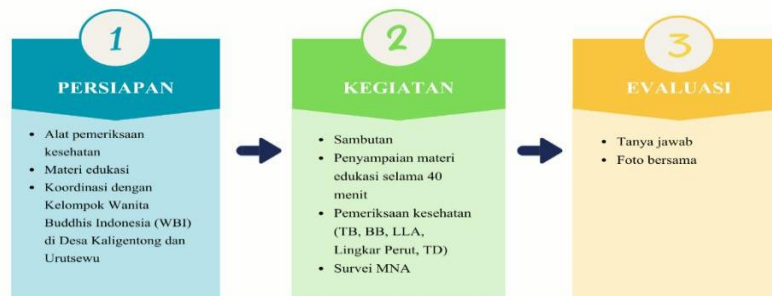 1
PERSIAPAN
• Alat pemeriksaan
kesehatan
• Materi edukasi
• Koordinasi dengan
Kelompok Wanita
Buddhis Indonesia (WBI)
di Desa Kaligentong dan
Urutsewu
2
KEGIATAN
• Sambutan
• Penyampaian materi
edukasi selama 40
menit
• Pemeriksaan kesehatan
(TB, BB, LLA,
Lingkar Perut, TD)
• Survei MNA
3
EVALUASI
• Tanya jawab
• Foto bersama